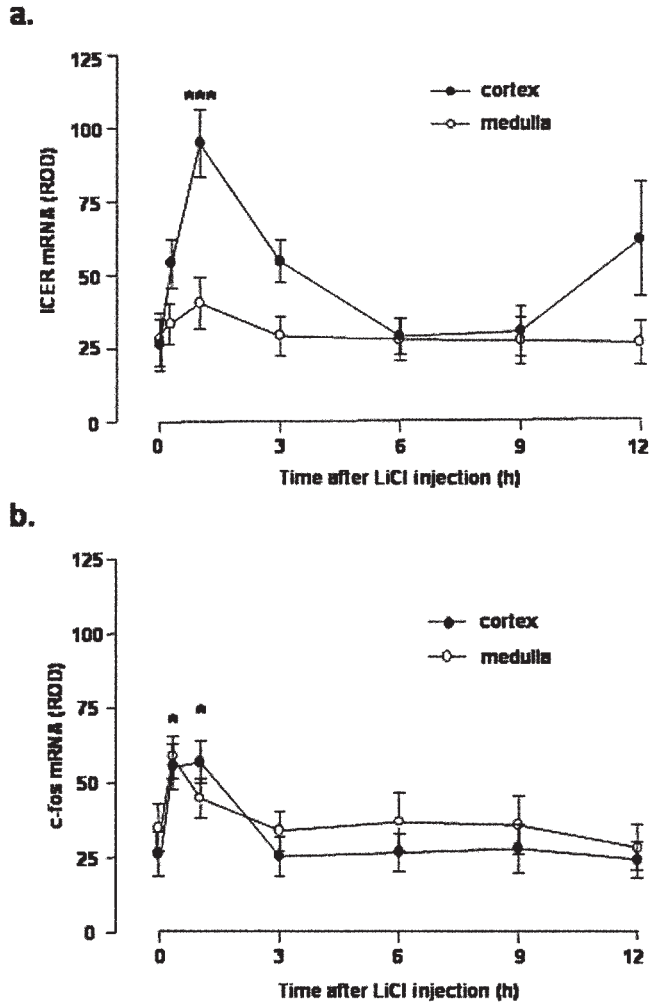 a.
125
100
75
50
25
0
ICER mRNA (ROD)
***
cortex
medulla
0 3 6 9 12
Time after LiCl injection (h)
b.
125
100
75
50
25
0
c-fos mRNA (ROD)
* *
cortex
medulla
0 3 6 9 12
Time after LiCl injection (h)